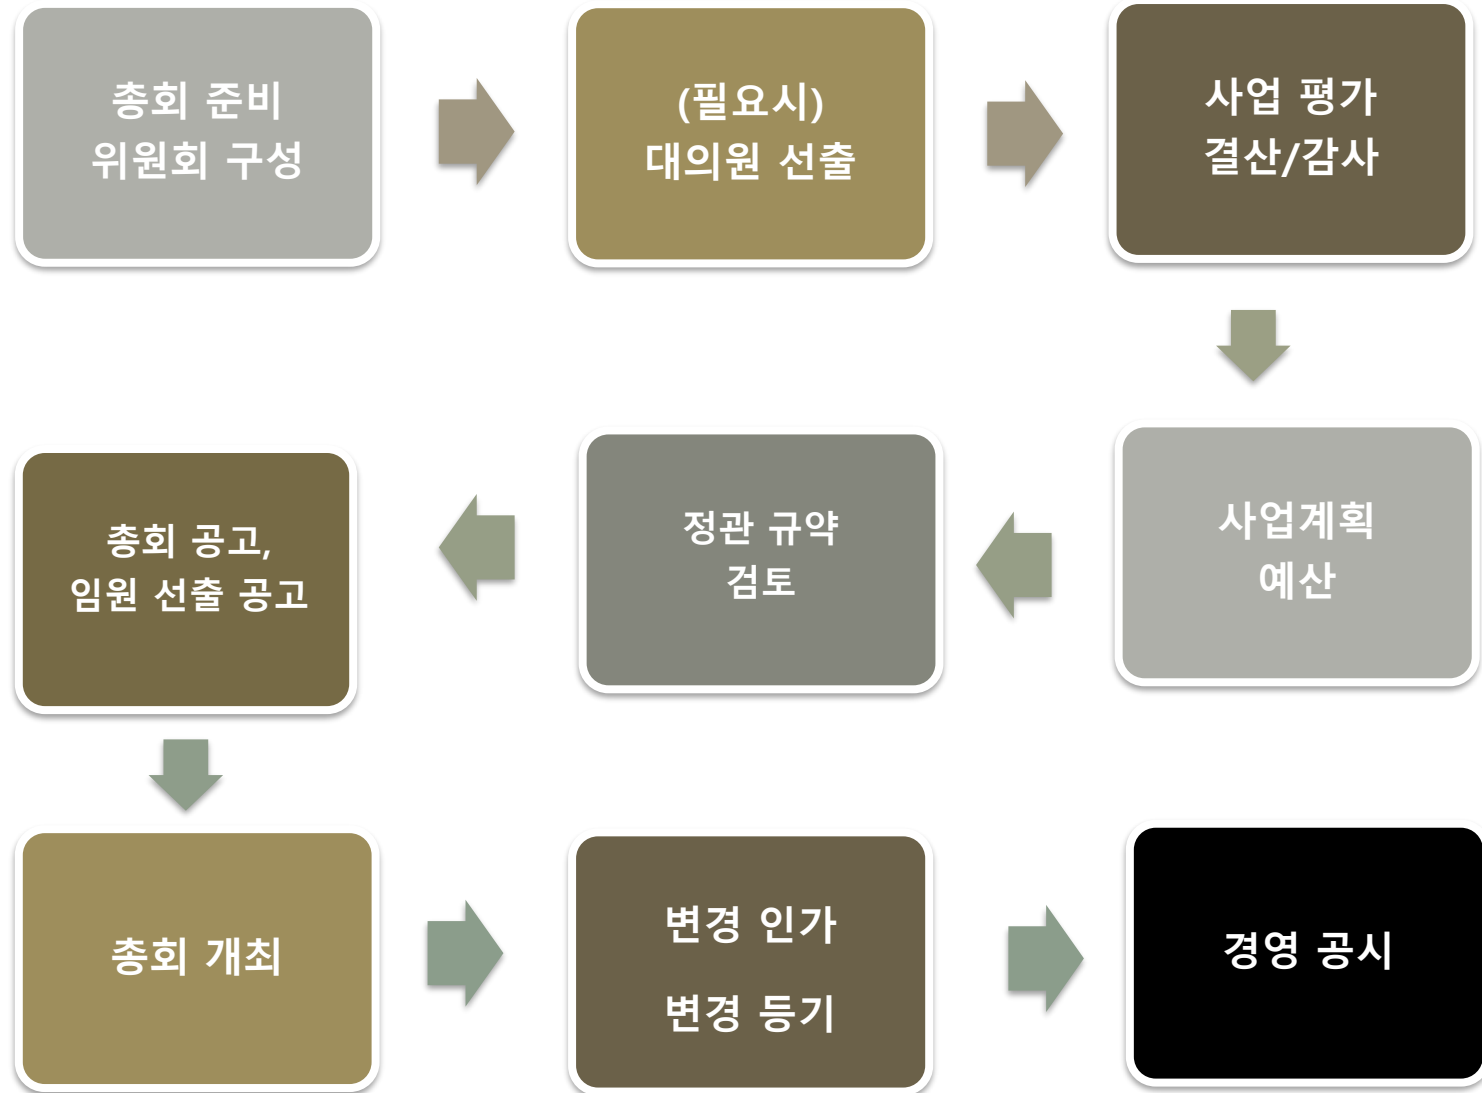 총회 준비
위원회 구성
(필요시)
대의원 선출
사업 평가
결산/감사
사업계획
예산
정관 규약
검토
총회 공고,
임원 선출 공고
총회 개최
변경 인가
변경 등기
경영 공시